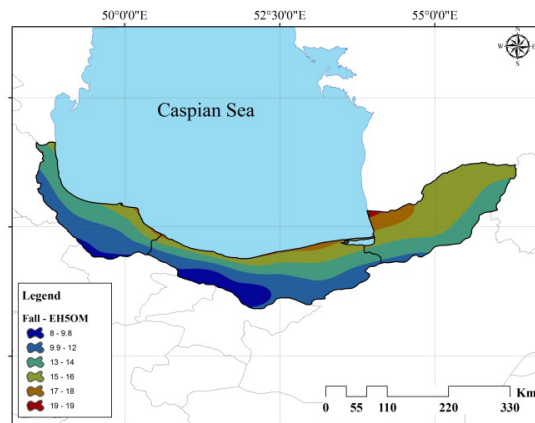 50°0'0"E 52°30'0"E 55°0'0"E
N
W E
S
Caspian Sea
Legend
Fall - EH5OM
8 - 9.8
9.9 - 12
13 - 14
15 - 16
17 - 18
19 - 19
Km
0 55 110 220 330